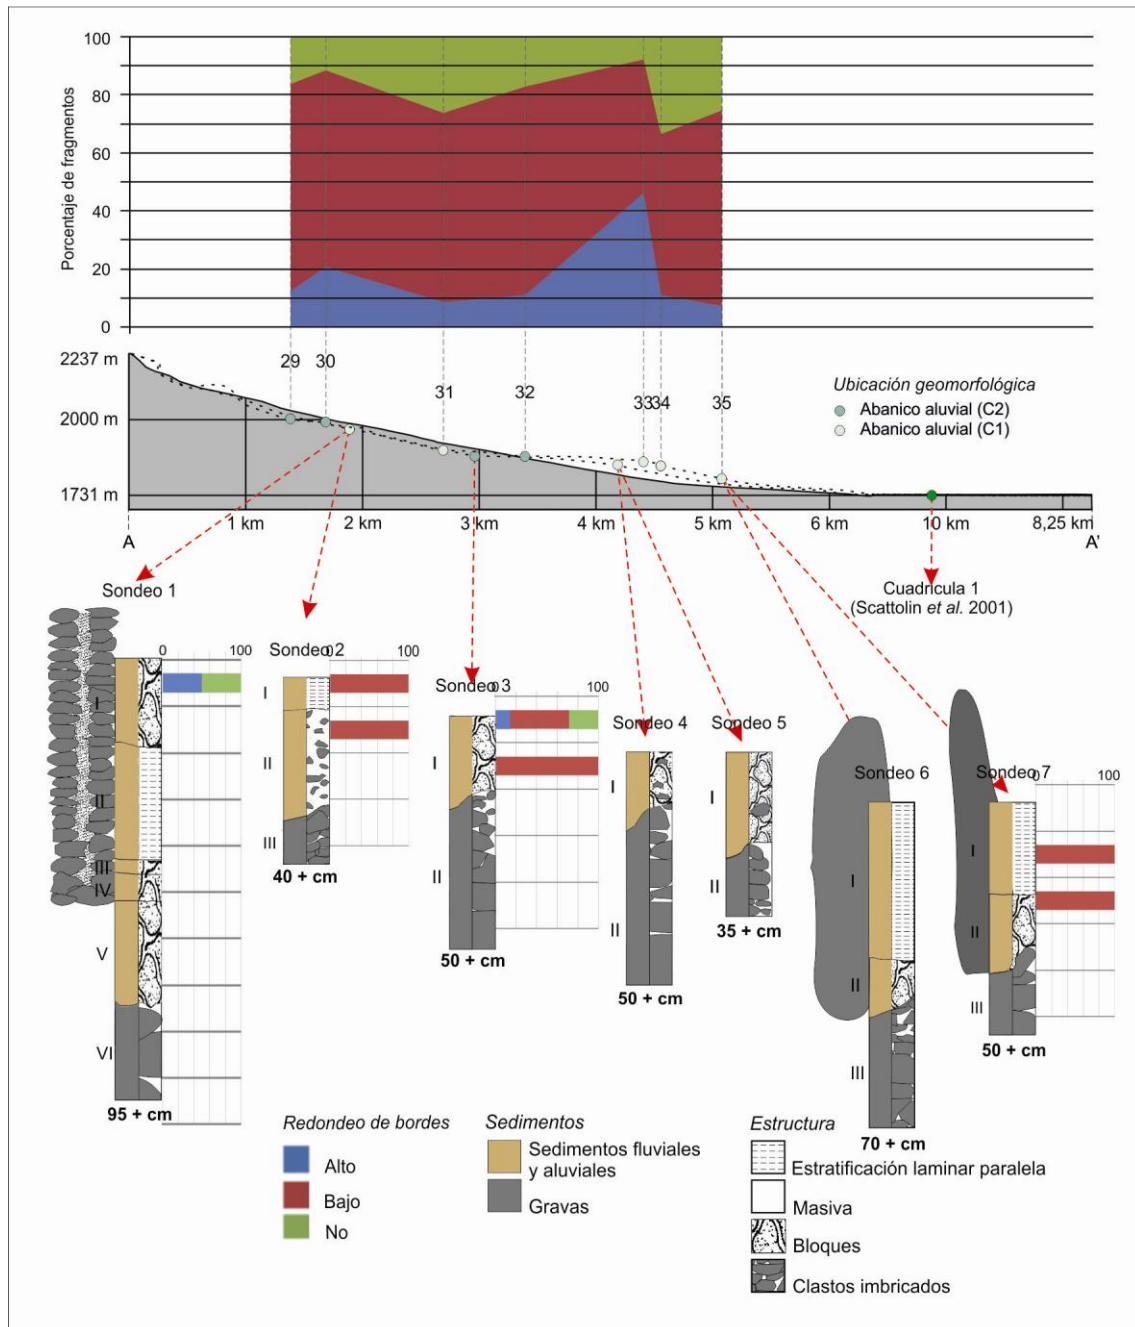 100
80
60
40
20
0
Porcentaje de fragmentos
2237 m
2000 m
1731 m
29
30
31
32
33
34
35
Ubicación geomorfológica
Abanico aluvial (C2)
Abanico aluvial (C1)
1 km
2 km
3 km
4 km
5 km
6 km
10 km
8,25 km
A
A'
Cuadricula 1
(Scattolin et al. 2001)
Sondeo 1
0
100
I
II
III
IV
V
VI
95 + cm
Sondeo 2
0
100
I
II
III
40 + cm
Sondeo 3
0
100
I
II
50 + cm
Sondeo 4
I
II
50 + cm
Sondeo 5
I
II
35 + cm
Sondeo 6
I
II
III
70 + cm
Sondeo 7
0
100
I
II
III
50 + cm
Redondeo de bordes
Alto
Bajo
No
Sedimentos
Sedimentos fluviales
y aluviales
Gravas
Estructura
Estratificación laminar paralela
Masiva
Bloques
Clastos imbricados